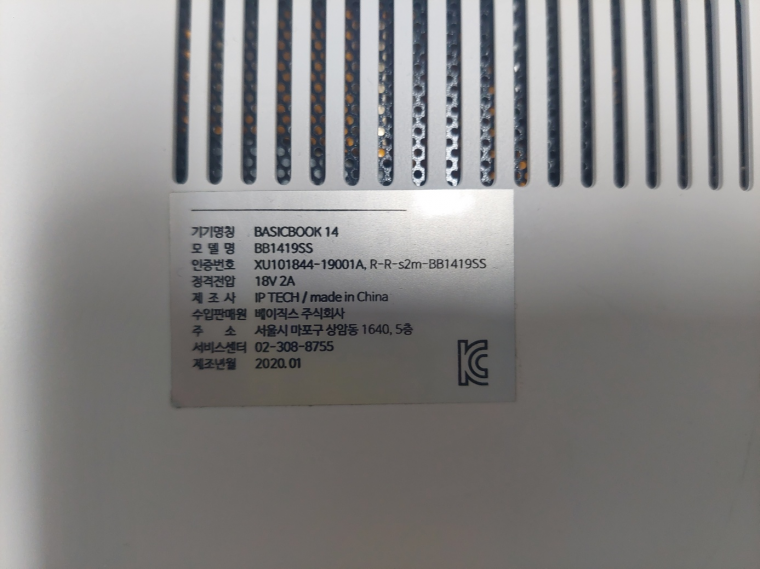 기기명칭 BASICBOOK 14
모 델 명 BB1419SS
인증번호 XU101844-19001A, R-R-s2m-BB1419SS
정격전압 18V 2A
제 조 사 IP TECH / made in China
수입판매원 베이직스 주식회사
주 소 서울시 마포구 상암동 1640, 5층
서비스센터 02-308-8755
제조년월 2020.01